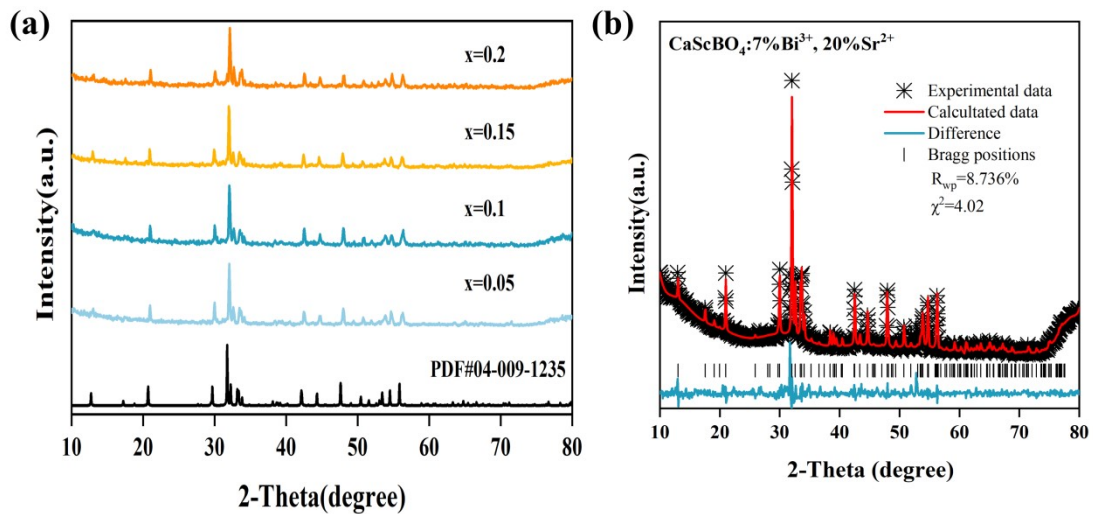 (a)
x=0.2
x=0.15
x=0.1
x=0.05
PDF#04-009-1235
Intensity(a.u.)
10 20 30 40 50 60 70 80
2-Theta(degree)
(b)
CaScBO₄:7%Bi³⁺, 20%Sr²⁺
Experimental data
Calcultated data
Difference
Bragg positions
R_wp=8.736%
χ²=4.02
Intensity(a.u.)
10 20 30 40 50 60 70 80
2-Theta (degree)